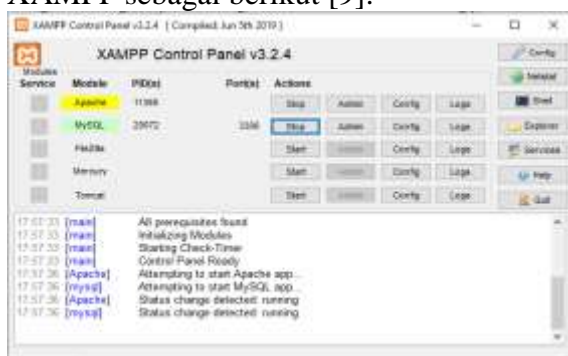 XAMPP sebagai berikut [9].
XAMPP Control Panel v3.2.4 [ Compiled: Jun 5th 2019 ]
XAMPP Control Panel v3.2.4
Config
Modules
Service Module PID(s) Port(s) Actions
Netstat
Apache Stop Admin Config Logs
Shell
MySQL Stop Admin Config Logs
Explorer
FileZilla Start Admin Config Logs
Services
Mercury Start Admin Config Logs
Help
Tomcat Start Admin Config Logs
Quit
[main] All prerequisites found
[main] Initializing Modules
[main] Starting Check-Timer
[main] Control Panel Ready
[Apache] Attempting to start Apache app...
[mysql] Attempting to start MySQL app...
[Apache] Status change detected: running
[mysql] Status change detected: running